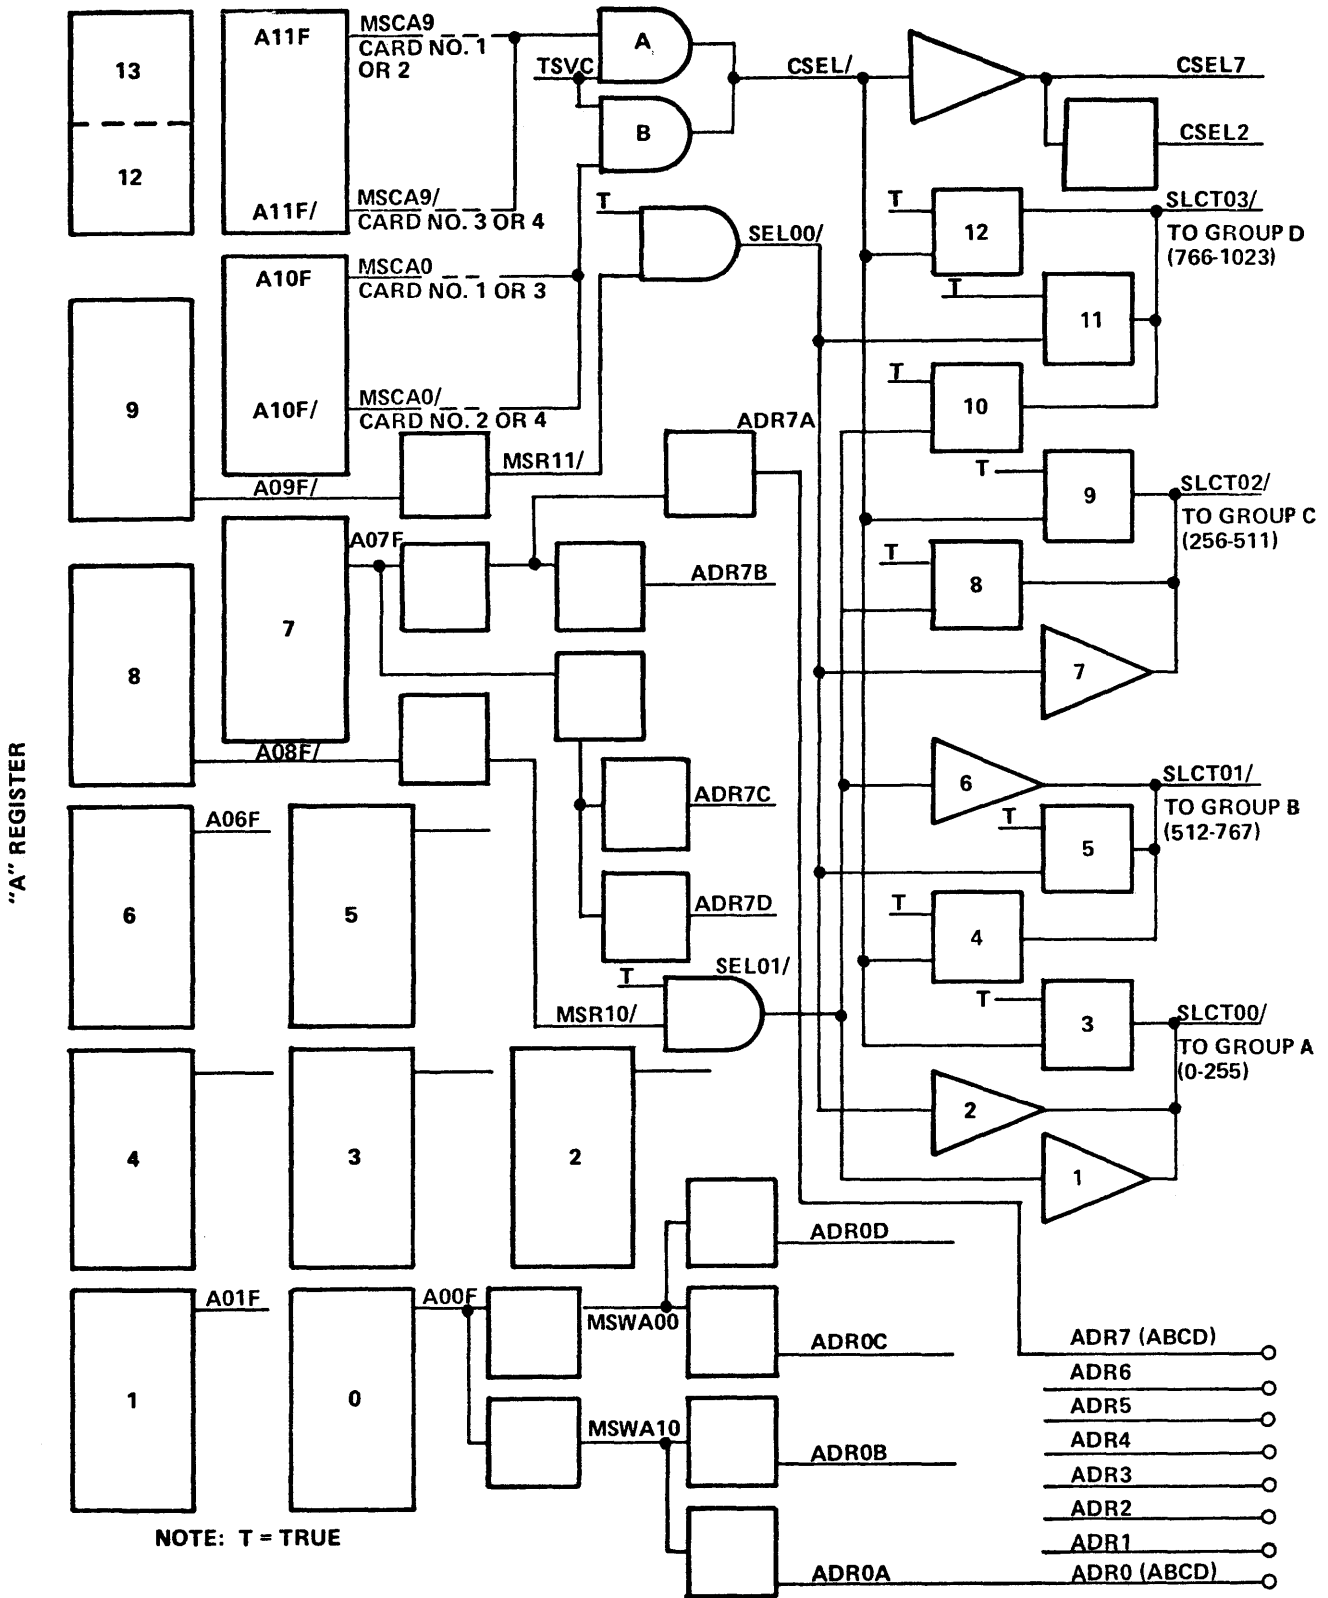 13
12
A11F
A11F/
MSCA9
CARD NO. 1
OR 2
MSCA9/
CARD NO. 3 OR 4
TSVC
A
B
CSEL/
CSEL7
CSEL2
T
SEL00/
9
A10F
A10F/
MSCA0
CARD NO. 1 OR 3
MSCA0/
CARD NO. 2 OR 4
A09F/
MSR11/
ADR7A
T
12
SLCT03/
TO GROUP D
(766-1023)
T
11
T
10
T
9
SLCT02/
TO GROUP C
(256-511)
T
8
7
"A" REGISTER
8
7
A07F
ADR7B
A08F/
ADR7C
ADR7D
6
SLCT01/
TO GROUP B
(512-767)
T
5
T
4
6
A06F
5
T
SEL01/
MSR10/
T
3
SLCT00/
TO GROUP A
(0-255)
2
1
4
3
2
ADR0D
1
A01F
0
A00F
MSWA00
ADR0C
MSWA10
ADR0B
ADR0A
ADR7 (ABCD)
ADR6
ADR5
ADR4
ADR3
ADR2
ADR1
ADR0 (ABCD)
NOTE: T = TRUE